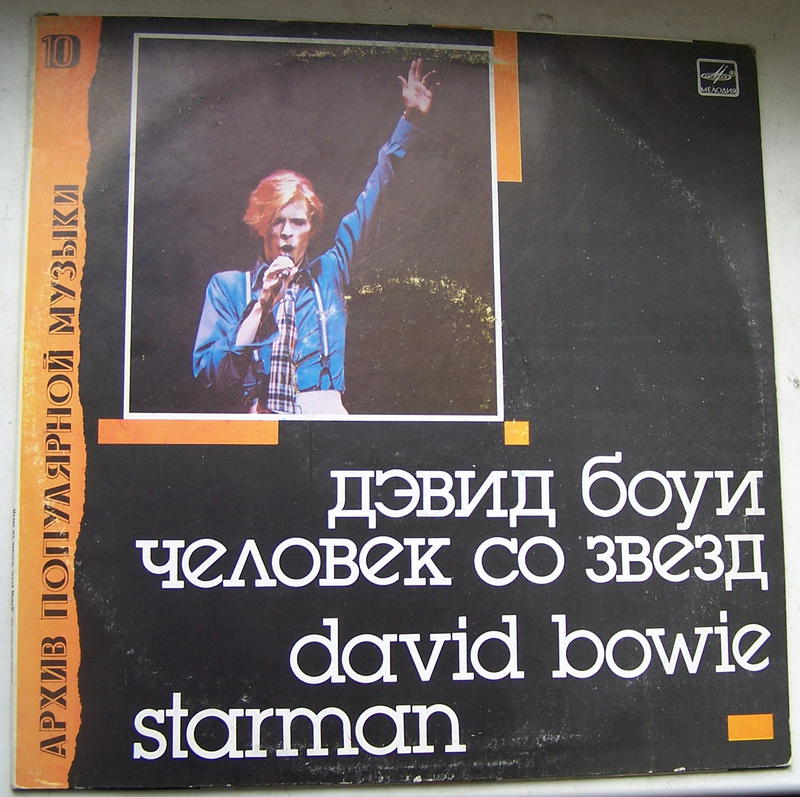 10
АРХИВ ПОПУЛЯРНОЙ МУЗЫКИ
МЕЛОДИЯ
дэвид боуи
человек со звезд
david bowie
starman